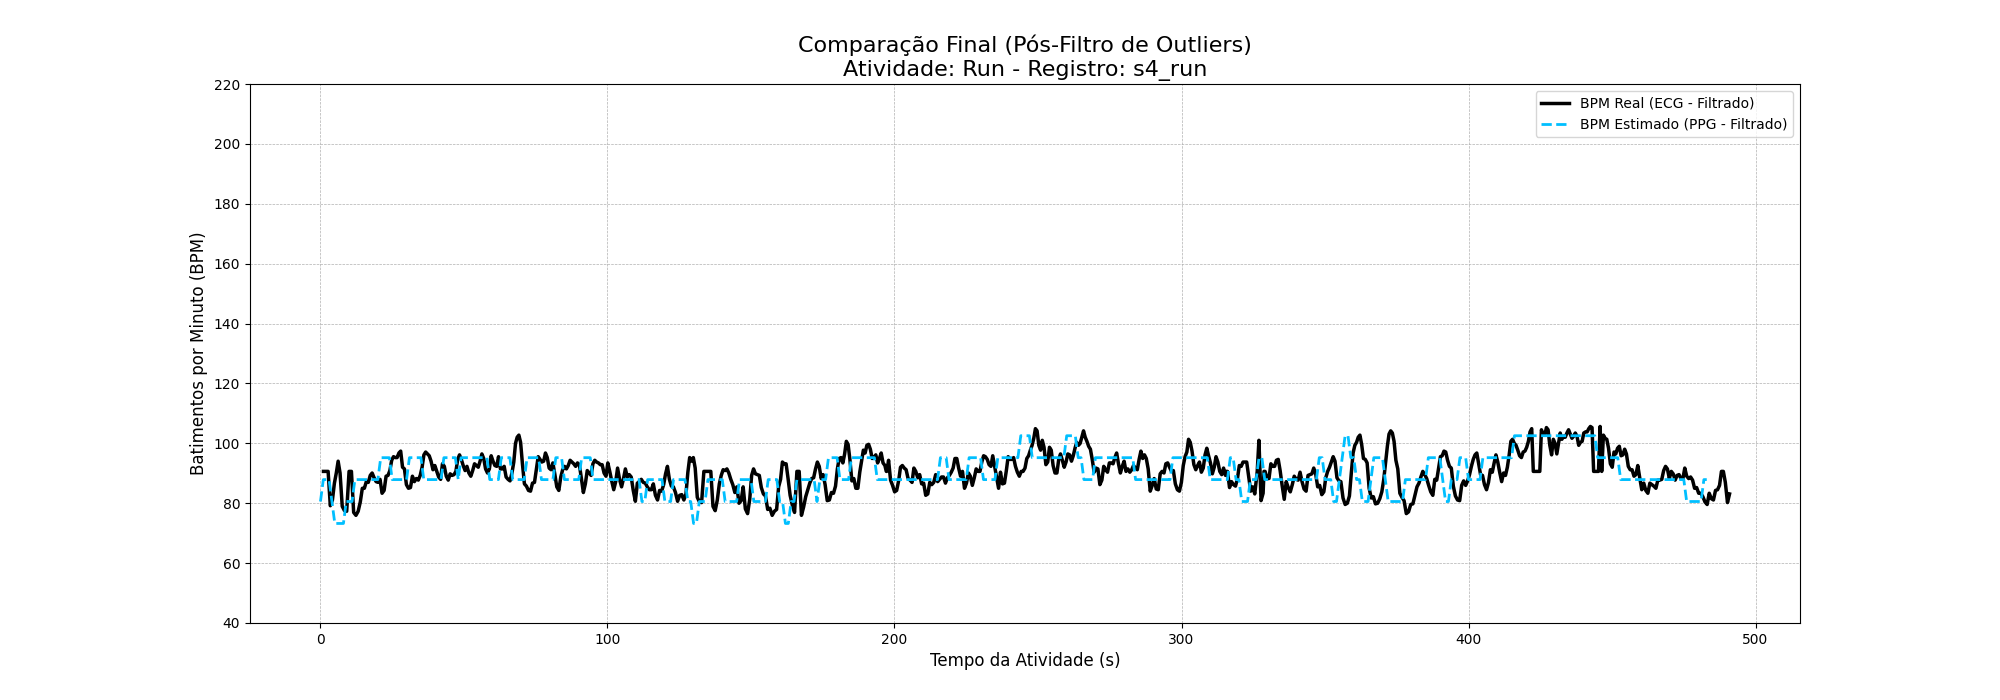 Comparação Final (Pós-Filtro de Outliers)
Atividade: Run - Registro: s4_run
BPM Real (ECG - Filtrado)
BPM Estimado (PPG - Filtrado)
Batimentos por Minuto (BPM)
220
200
180
160
140
120
100
80
60
40
0
100
200
300
400
500
Tempo da Atividade (s)